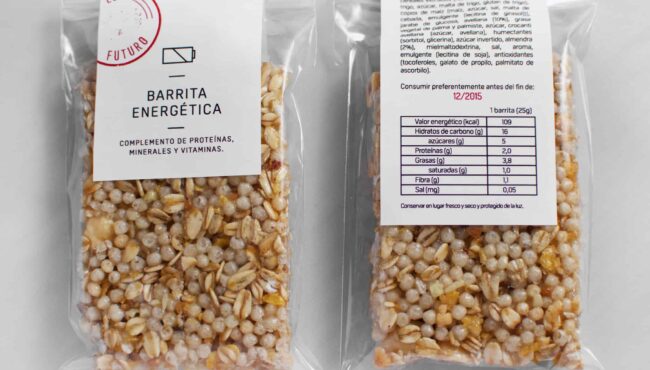 FUTURO
BARRITA
ENERGÉTICA
COMPLEMENTO DE PROTEÍNAS,
MINERALES Y VITAMINAS.
trigo, azúcar, malta de trigo, gluten de trigo),
copos de maíz (maíz, azúcar, sal, malta de
cebada, emulgente (lecitina de girasol)),
jarabe de glucosa, avellana (10%), grasa
vegetal de palma y palmiste, azúcar, crocanti
(azúcar, avellana), humectantes
(sorbitol, glicerina), azúcar invertido, almendra
(2%), mielmaltodextrina, sal, aroma,
emulgente (lecitina de soja), antioxidantes
(tocoferoles, galato de propilo, palmitato de
ascorbilo).
Consumir preferentemente antes del fin de:
12/2015
1 barrita (25g)
Valor energético (kcal) 109
Hidratos de carbono (g) 16
azúcares (g) 5
Proteínas (g) 2,0
Grasas (g) 3,8
saturadas (g) 1,0
Fibra (g) 1,1
Sal (mg) 0,05
Conservar en lugar fresco y seco y protegido de la luz.